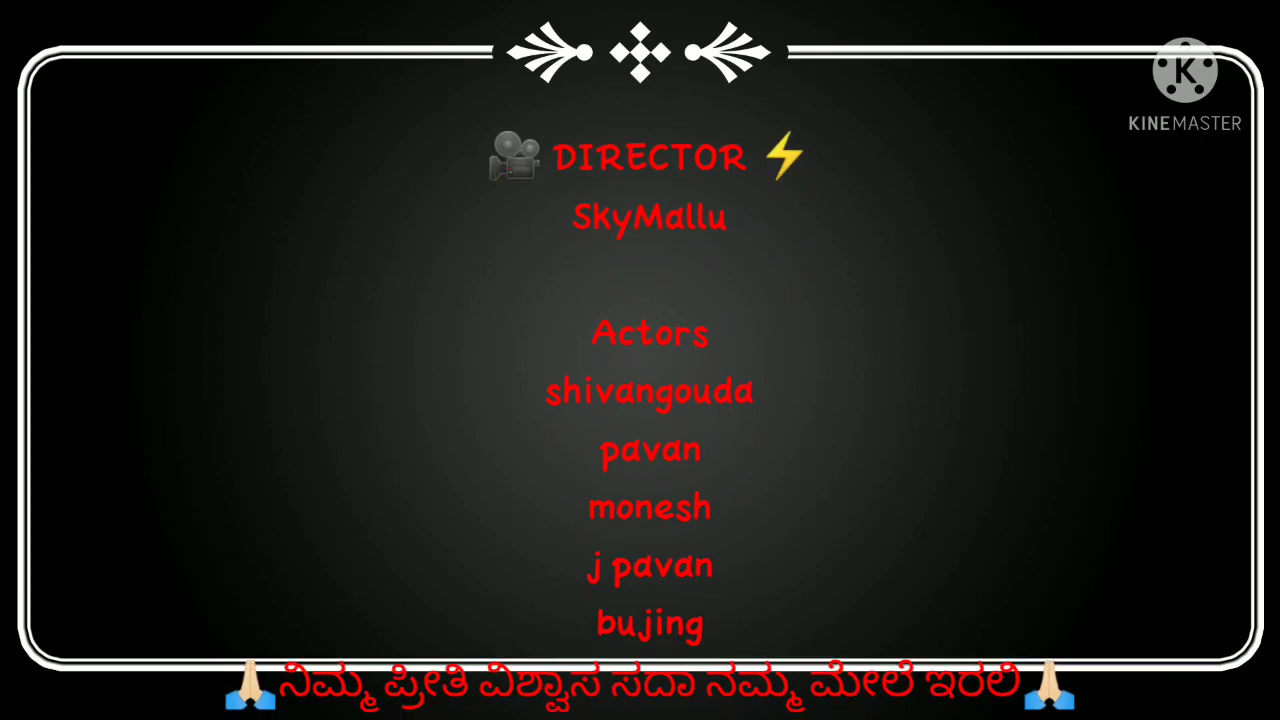 K
KINEMASTER
🎥 DIRECTOR ⚡
SkyMallu
Actors
shivangouda
pavan
monesh
j pavan
bujing
🙏🏻ನಿಮ್ಮ ಪ್ರೀತಿ ವಿಶ್ವಾಸ ಸದಾ ನಮ್ಮ ಮೇಲೆ ಇರಲಿ🙏🏻